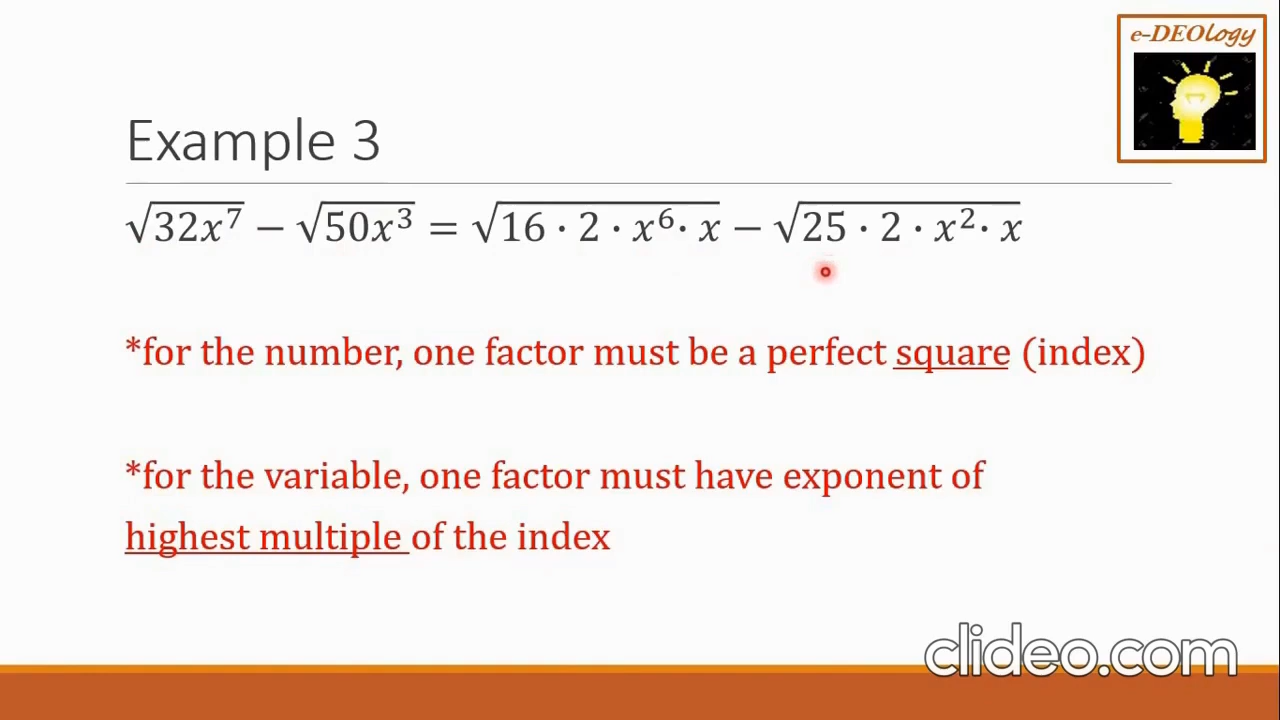 e-DEOlogy
Example 3
√32x⁷ − √50x³ = √16 · 2 · x⁶· x − √25 · 2 · x²· x
*for the number, one factor must be a perfect square (index)
*for the variable, one factor must have exponent of
highest multiple of the index
clideo.com